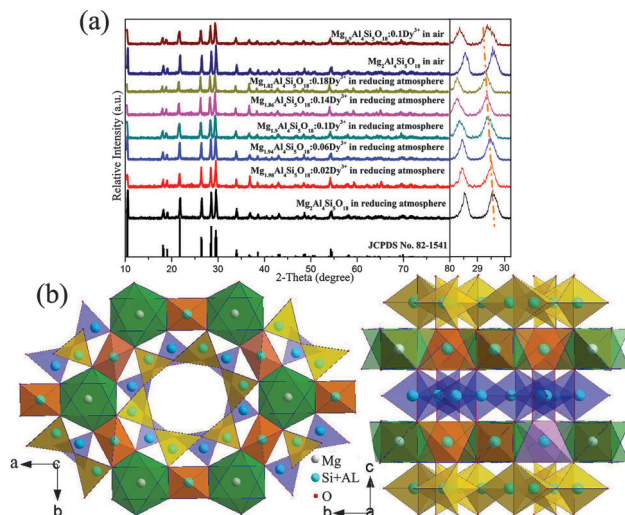 (a)
Relative Intensity (a.u.)
Mg₁.₉Al₄Si₅O₁₈:0.1Dy³⁺ in air
Mg₂Al₄Si₅O₁₈ in air
Mg₁.₈₂Al₄Si₅O₁₈:0.18Dy³⁺ in reducing atmosphere
Mg₁.₈₆Al₄Si₅O₁₈:0.14Dy³⁺ in reducing atmosphere
Mg₁.₉Al₄Si₅O₁₈:0.1Dy³⁺ in reducing atmosphere
Mg₁.₉₄Al₄Si₅O₁₈:0.06Dy³⁺ in reducing atmosphere
Mg₁.₉₈Al₄Si₅O₁₈:0.02Dy³⁺ in reducing atmosphere
Mg₂Al₄Si₅O₁₈ in reducing atmosphere
JCPDS No. 82-1541
10 20 30 40 50 60 70 80 29 30
2-Theta (degree)
(b)
a c
b
Mg
Si+AL
O
c
b a